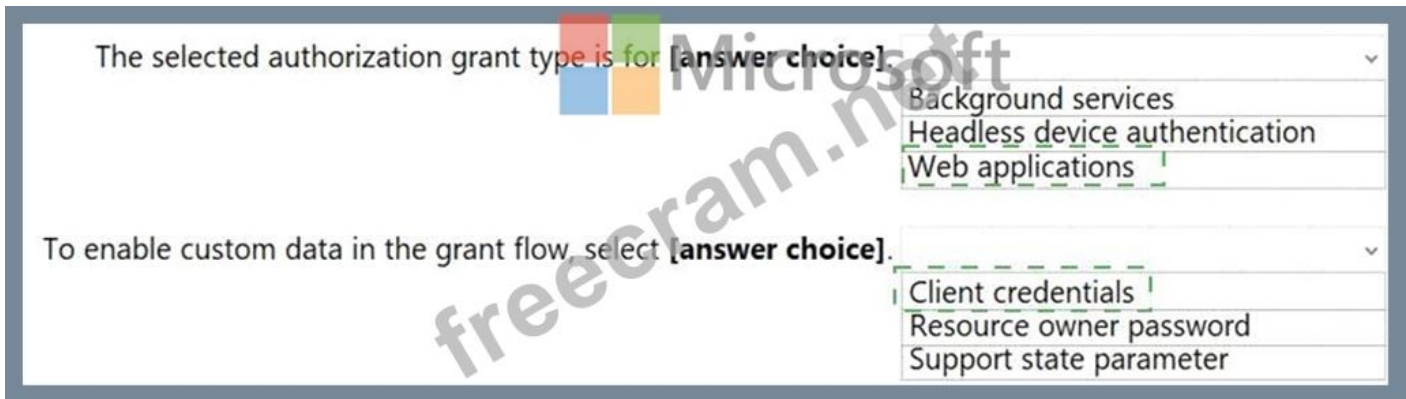 The selected authorization grant type is for [answer choice].
Microsoft
Background services
Headless device authentication
Web applications
To enable custom data in the grant flow, select [answer choice].
Client credentials
Resource owner password
Support state parameter
freecram.net